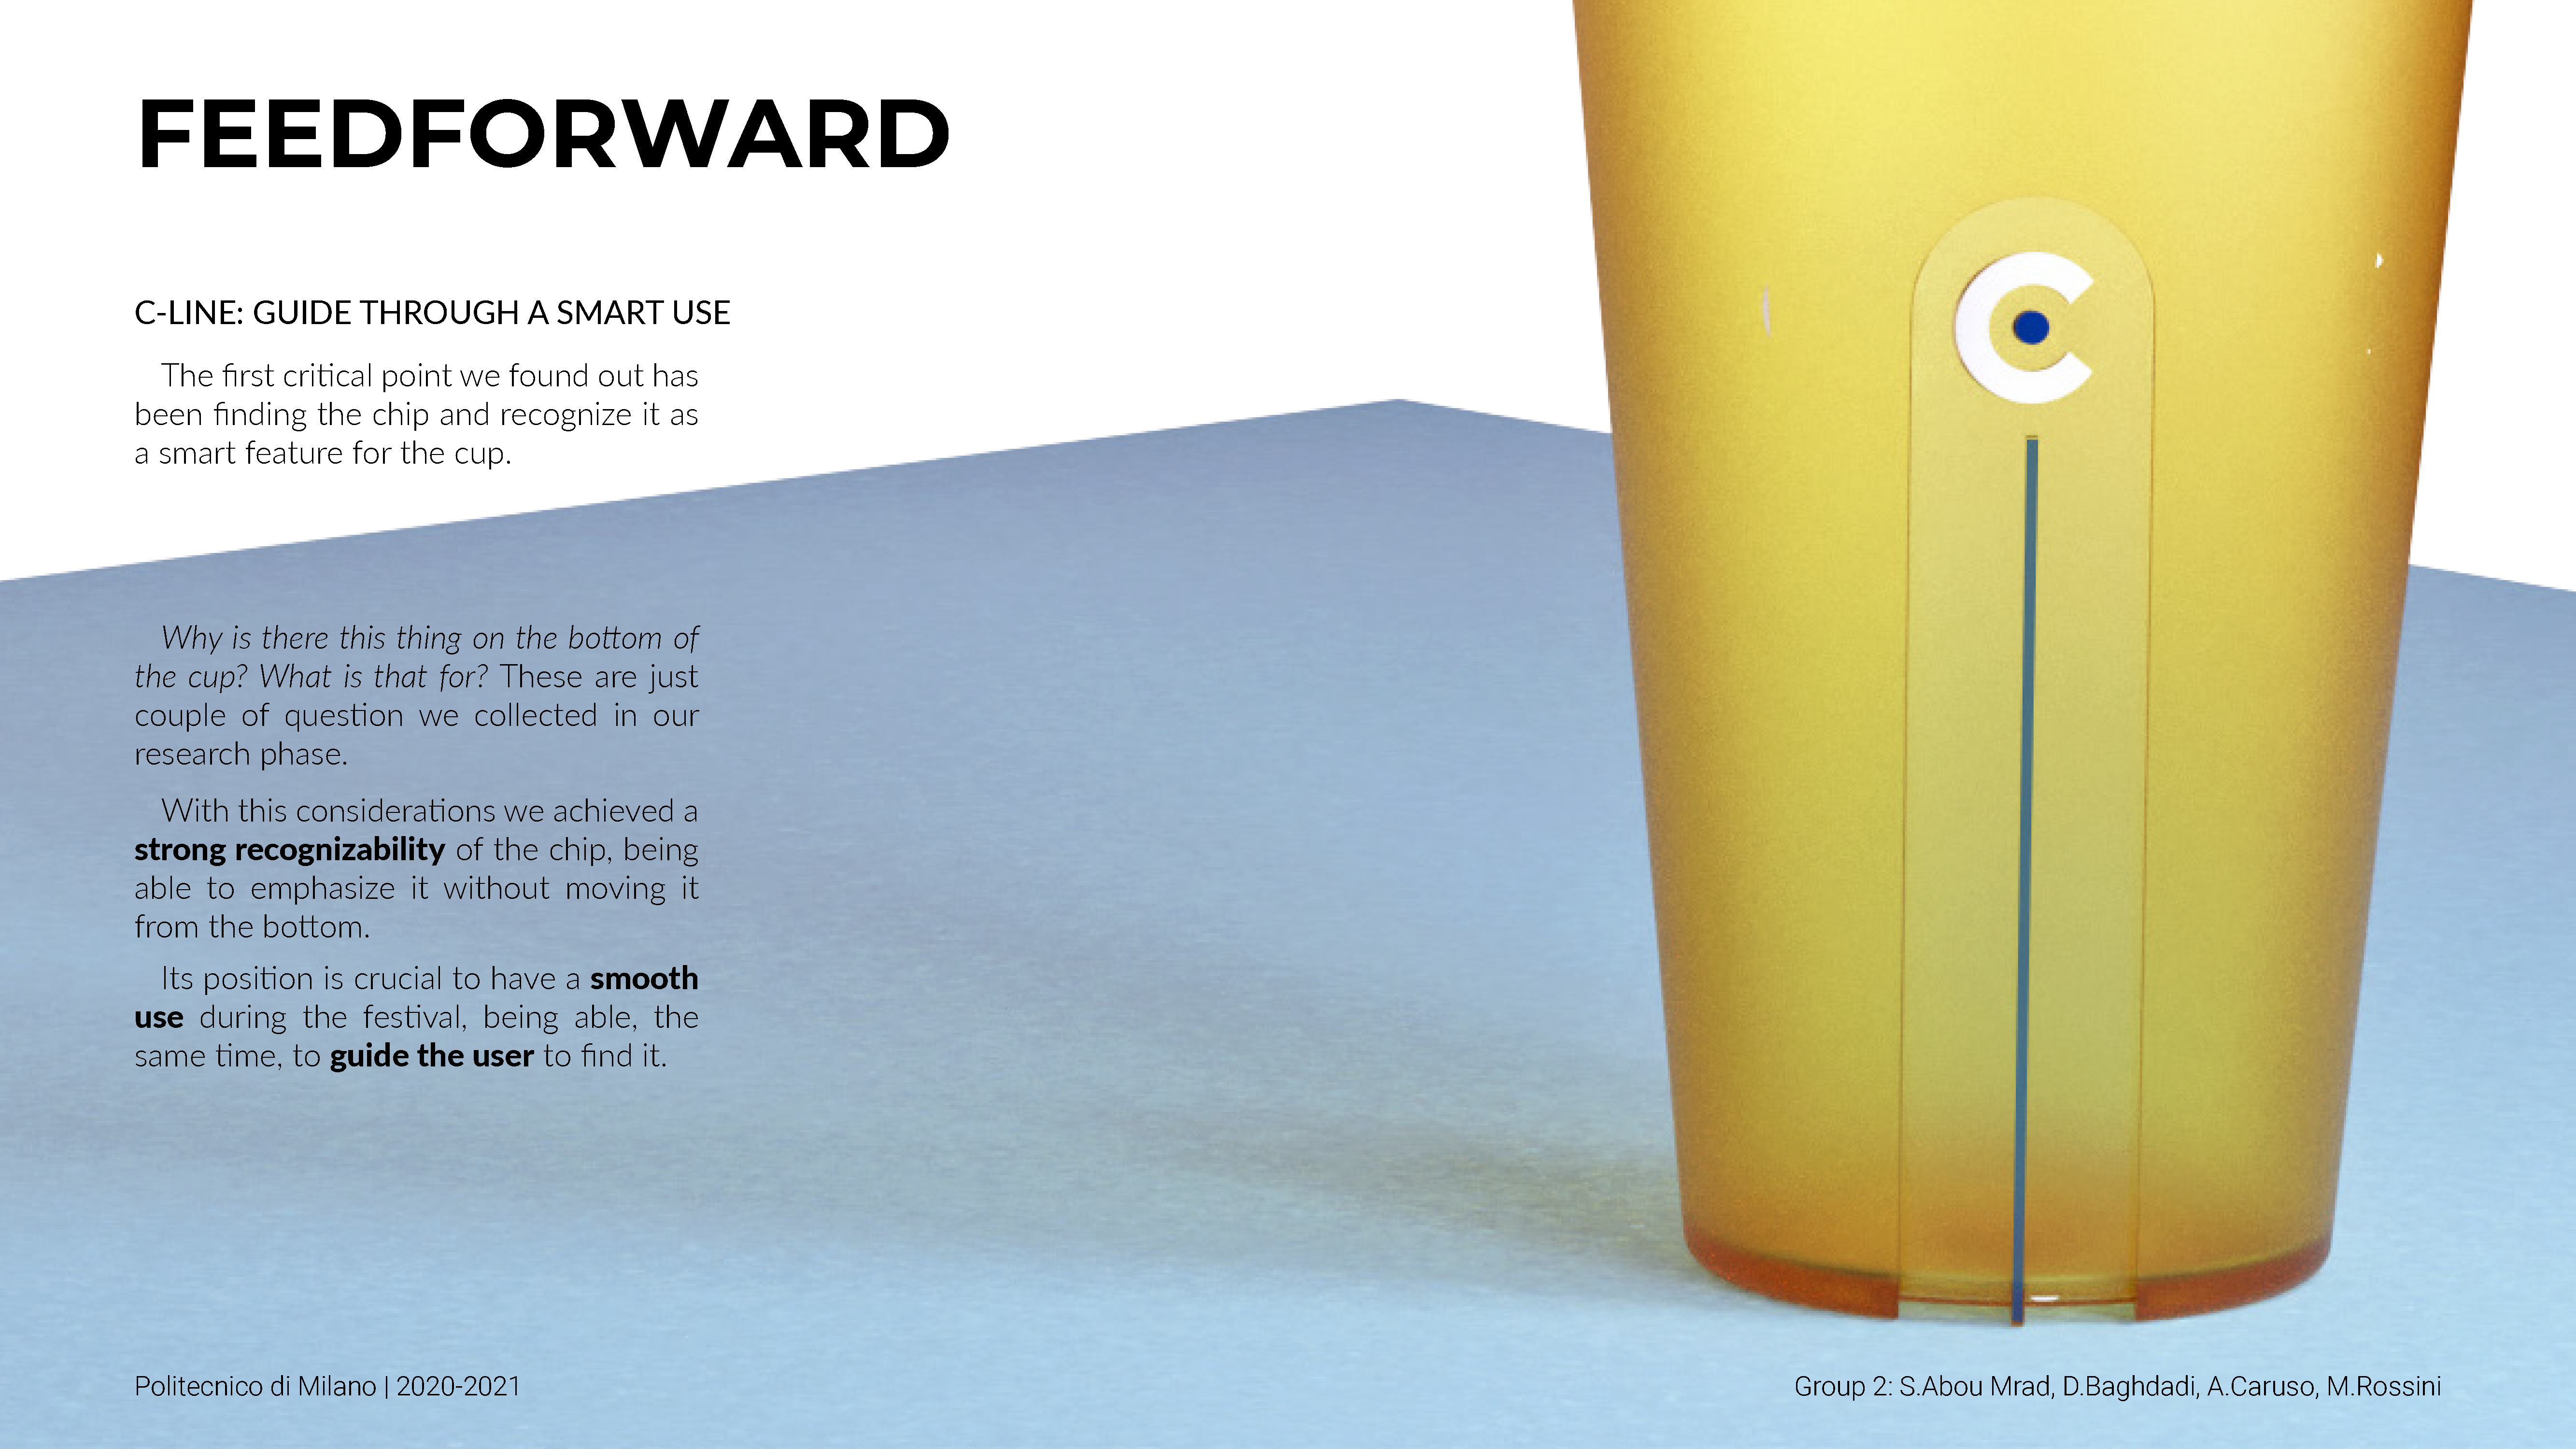 FEEDFORWARD
C-LINE: GUIDE THROUGH A SMART USE
The first critical point we found out has
been finding the chip and recognize it as
a smart feature for the cup.
Why is there this thing on the bottom of
the cup? What is that for? These are just
couple of question we collected in our
research phase.
With this considerations we achieved a
strong recognizability of the chip, being
able to emphasize it without moving it
from the bottom.
Its position is crucial to have a smooth
use during the festival, being able, the
same time, to guide the user to find it.
C
Politecnico di Milano | 2020-2021
Group 2: S.Abou Mrad, D.Baghdadi, A.Caruso, M.Rossini